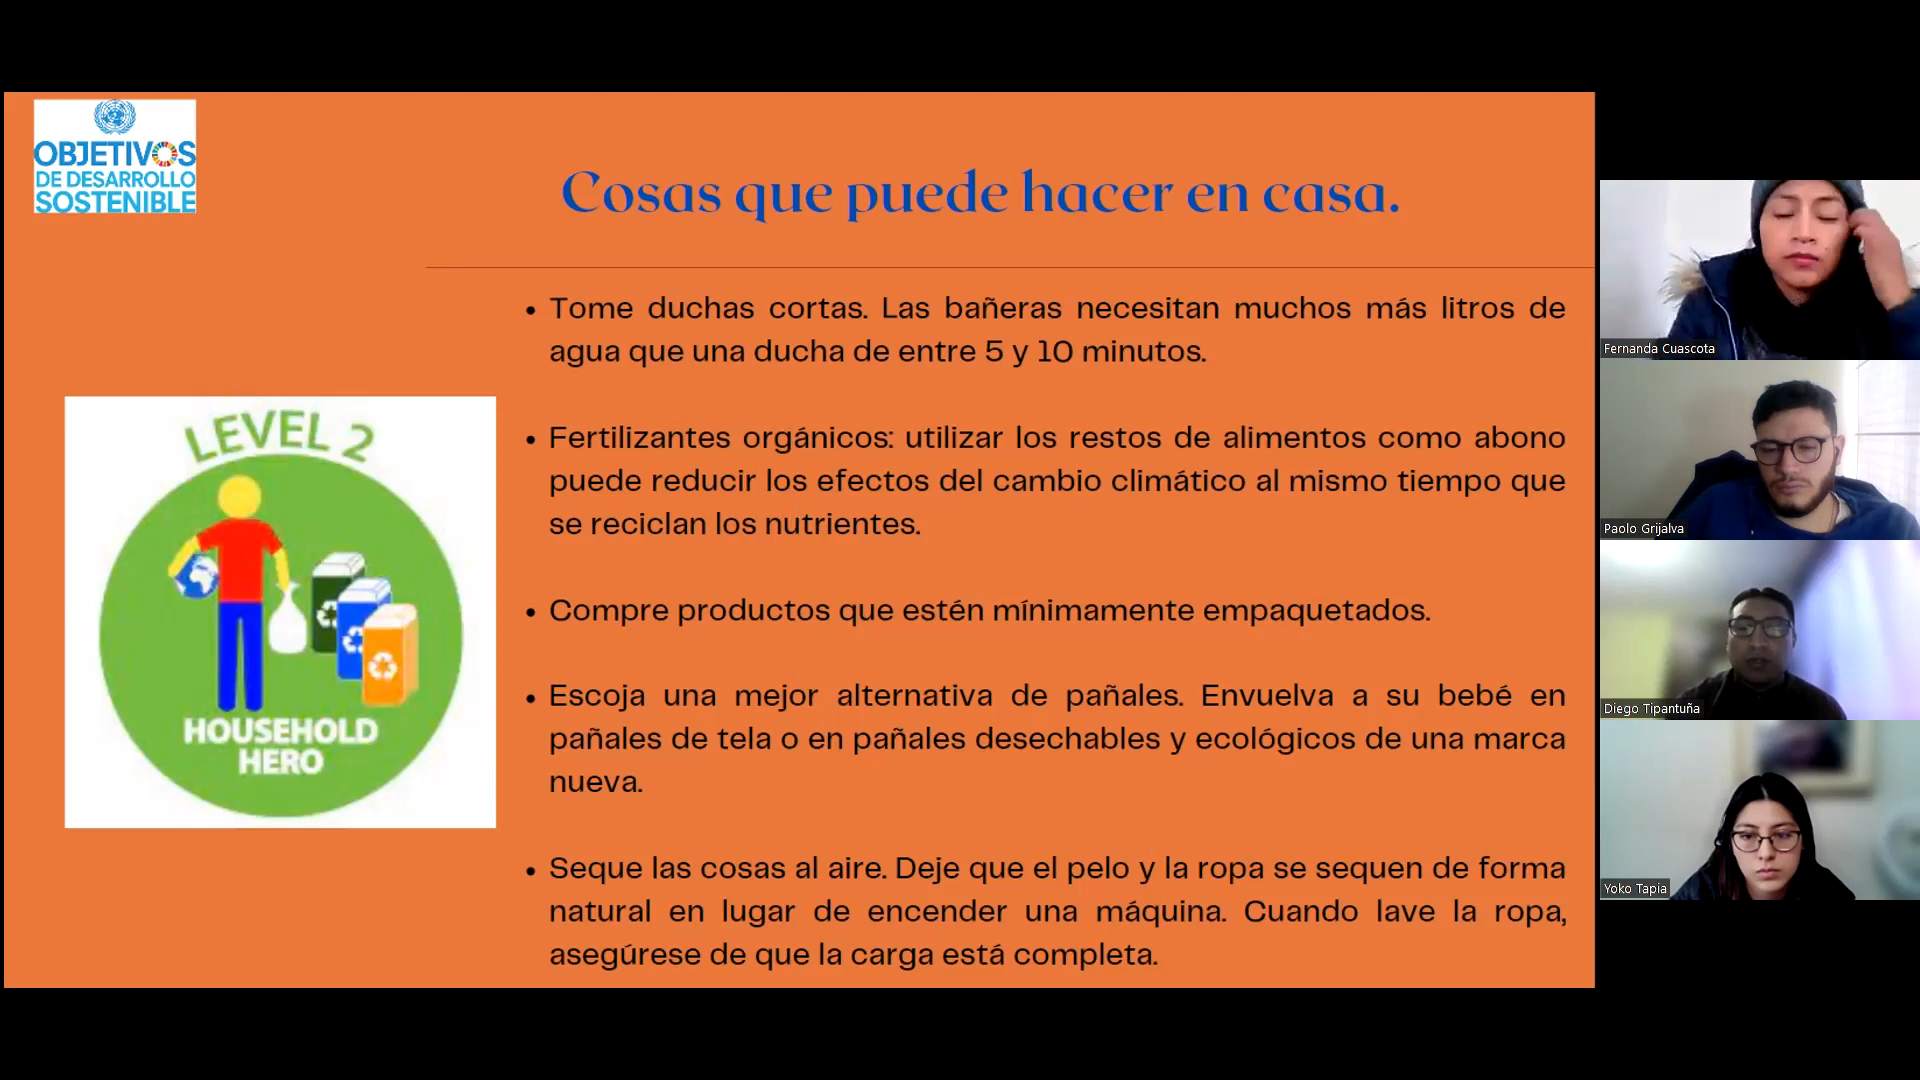 OBJETIVOS
DE DESARROLLO
SOSTENIBLE
Cosas que puede hacer en casa.
• Tome duchas cortas. Las bañeras necesitan muchos más litros de
agua que una ducha de entre 5 y 10 minutos.
• Fertilizantes orgánicos: utilizar los restos de alimentos como abono
puede reducir los efectos del cambio climático al mismo tiempo que
se reciclan los nutrientes.
• Compre productos que estén mínimamente empaquetados.
• Escoja una mejor alternativa de pañales. Envuelva a su bebé en
pañales de tela o en pañales desechables y ecológicos de una marca
nueva.
• Seque las cosas al aire. Deje que el pelo y la ropa se sequen de forma
natural en lugar de encender una máquina. Cuando lave la ropa,
asegúrese de que la carga está completa.
LEVEL 2
HOUSEHOLD
HERO
Fernanda Cuascota
Paolo Grijalva
Diego Tipantuña
Yoko Tapia